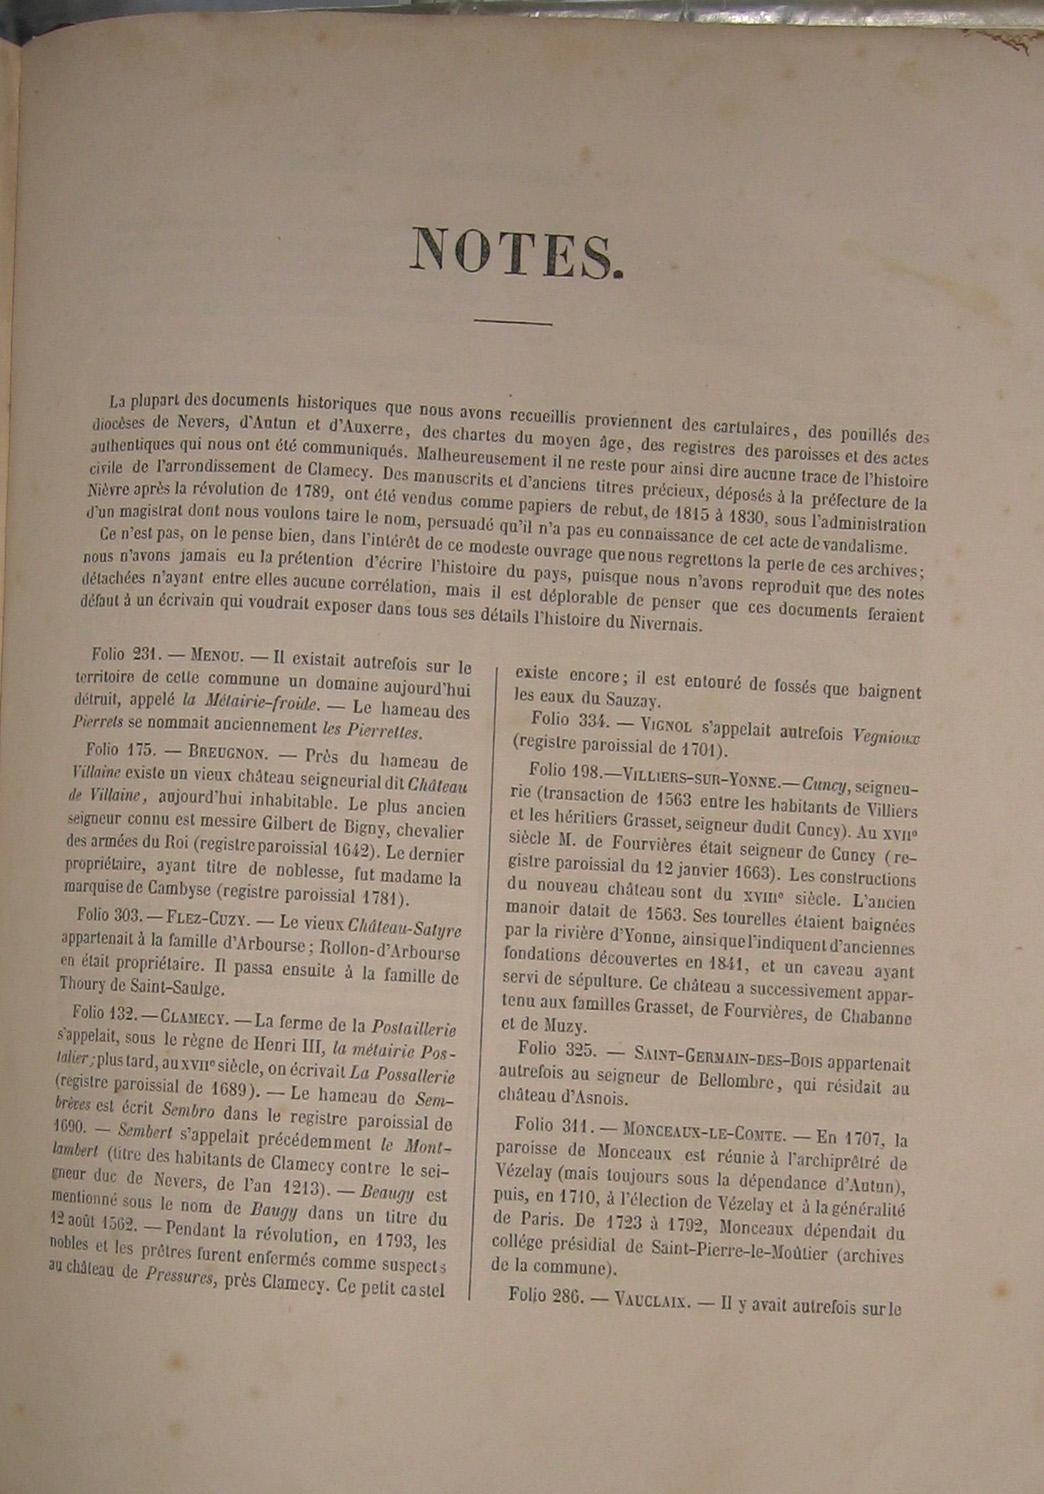 NOTES.
La plupart des documents historiques que nous avons recueillis proviennent des cartulaires, des pouillés des
diocèses de Nevers, d'Autun et d'Auxerre, des chartes du moyen âge, des registres des paroisses et des actes
authentiques qui nous ont été communiqués. Malheureusement il ne reste pour ainsi dire aucune trace de l'histoire
civile de l'arrondissement de Clamecy. Des manuscrits et d'anciens titres précieux, déposés à la préfecture de la
Nièvre après la révolution de 1789, ont été vendus comme papiers de rebut, de 1815 à 1830, sous l'administration
d'un magistrat dont nous voulons taire le nom, persuadé qu'il n'a pas eu connaissance de cet acte de vandalisme.
Ce n'est pas, on le pense bien, dans l'intérêt de ce modeste ouvrage que nous regrettons la perte de ces archives;
nous n'avons jamais eu la prétention d'écrire l'histoire du pays, puisque nous n'avons reproduit que des notes
détachées n'ayant entre elles aucune corrélation, mais il est déplorable de penser que ces documents feraient
défaut à un écrivain qui voudrait exposer dans tous ses détails l'histoire du Nivernais.
Folio 231. — MENOU. — Il existait autrefois sur le
territoire de cette commune un domaine aujourd'hui
détruit, appelé la Métairie-froide. — Le hameau des
Pierrets se nommait anciennement les Pierrettes.
Folio 175. — BREUGNON. — Près du hameau de
Villaine existe un vieux château seigneurial dit Château
de Villaine, aujourd'hui inhabitable. Le plus ancien
seigneur connu est messire Gilbert de Bigny, chevalier
des armées du Roi (registre paroissial 1642). Le dernier
propriétaire, ayant titre de noblesse, fut madame la
marquise de Cambyse (registre paroissial 1781).
Folio 303. — FLEZ-CUZY. — Le vieux Château-Satyre
appartenait à la famille d'Arbourse; Rollon-d'Arbourse
en était propriétaire. Il passa ensuite à la famille de
Thoury de Saint-Saulge.
Folio 132. — CLAMECY. — La ferme de la Postaillerie
s'appelait, sous le règne de Henri III, la métairie Pos-
talier; plus tard, au XVIIe siècle, on écrivait La Possallerie
(registre paroissial de 1689). — Le hameau de Sem-
brèves est écrit Sembro dans le registre paroissial de
1690. — Sembert s'appelait précédemment le Mont-
lambert (titre des habitants de Clamecy contre le sei-
gneur duc de Nevers, de l'an 1213). — Beaugy est
mentionné sous le nom de Baugy dans un titre du
12 août 1562. — Pendant la révolution, en 1793, les
nobles et les prêtres furent enfermés comme suspects
au château de Pressures, près Clamecy. Ce petit castel
existe encore; il est entouré de fossés que baignent
les eaux du Sauzay.
Folio 334. — VIGNOL s'appelait autrefois Vegnioux
(registre paroissial de 1701).
Folio 198. — VILLIERS-SUR-YONNE. — Cuncy, seigneu-
rie (transaction de 1563 entre les habitants de Villiers
et les héritiers Grasset, seigneur dudit Cuncy). Au XVIIe
siècle M. de Fourvières était seigneur de Cuncy (re-
gistre paroissial du 12 janvier 1663). Les constructions
du nouveau château sont du XVIIIe siècle. L'ancien
manoir datait de 1563. Ses tourelles étaient baignées
par la rivière d'Yonne, ainsi que l'indiquent d'anciennes
fondations découvertes en 1841, et un caveau ayant
servi de sépulture. Ce château a successivement appar-
tenu aux familles Grasset, de Fourvières, de Chabanne
et de Muzy.
Folio 325. — SAINT-GERMAIN-DES-BOIS appartenait
autrefois au seigneur de Bellombre, qui résidait au
château d'Asnois.
Folio 311. — MONCEAUX-LE-COMTE. — En 1707, la
paroisse de Monceaux est réunie à l'archiprêtré de
Vézelay (mais toujours sous la dépendance d'Autun),
puis, en 1710, à l'élection de Vézelay et à la généralité
de Paris. De 1723 à 1792, Monceaux dépendait du
collége présidial de Saint-Pierre-le-Moûtier (archives
de la commune).
Folio 286. — VAUCLAIX. — Il y avait autrefois sur le